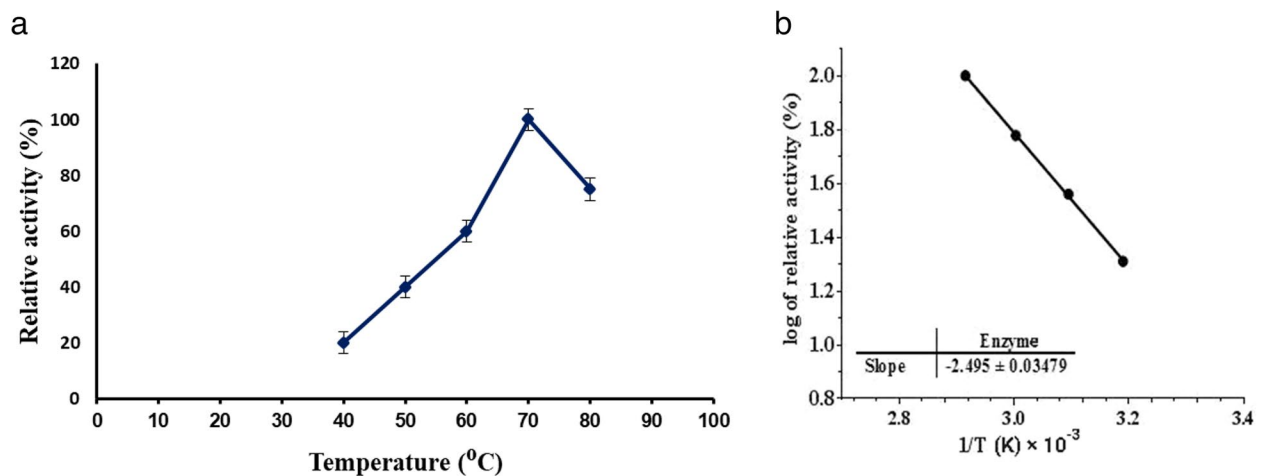 a
120
100
80
60
40
20
0
0 10 20 30 40 50 60 70 80 90 100
Relative activity (%)
Temperature (⁰C)
b
2.0
1.8
1.6
1.4
1.2
1.0
0.8
2.8 3.0 3.2 3.4
log of relative activity (%)
1/T (K) × 10⁻³
Enzyme
Slope -2.495 ± 0.03479